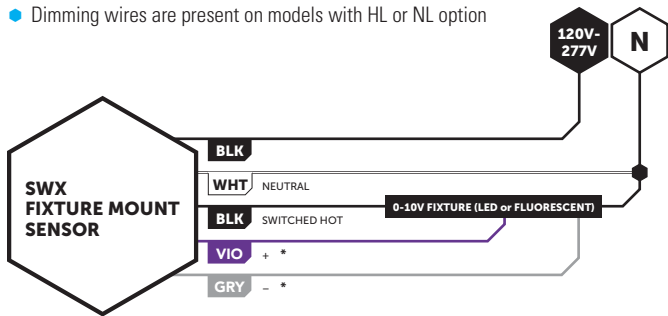 Dimming wires are present on models with HL or NL option
120V-
277V
N
BLK
WHT NEUTRAL
SWX
FIXTURE MOUNT
SENSOR
0-10V FIXTURE (LED or FLUORESCENT)
BLK SWITCHED HOT
VIO + *
GRY – *